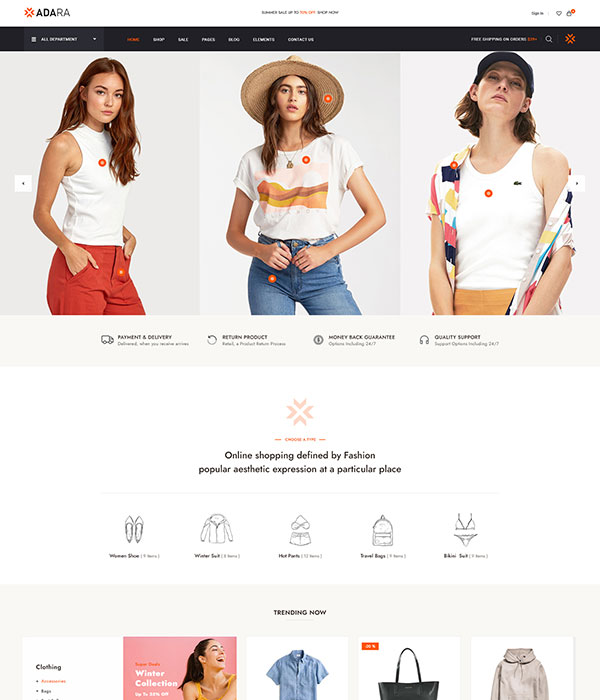 ADARA
SUMMER SALE UP TO 70% OFF SHOP NOW!
Sign In
ALL DEPARTMENT
HOME SHOP SALE PAGES BLOG ELEMENTS CONTACT US
FREE SHIPPING ON ORDERS
PAYMENT & DELIVERY
Delivered, when you receive arrives
RETURN PRODUCT
Retail, a Product Return Process
MONEY BACK GUARANTEE
Options Including 24/7
QUALITY SUPPORT
Support Options Including 24/7
CHOOSE A TYPE
Online shopping defined by Fashion
popular aesthetic expression at a particular place
Women Shoe ( 9 items )
Winter Suit ( 8 items )
Hot Pants ( 12 items )
Travel Bags ( 9 items )
Bikini Suit ( 9 items )
TRENDING NOW
Clothing
Accessories
Bags
Super Deals
Winter
Collection
Up To 55% Off